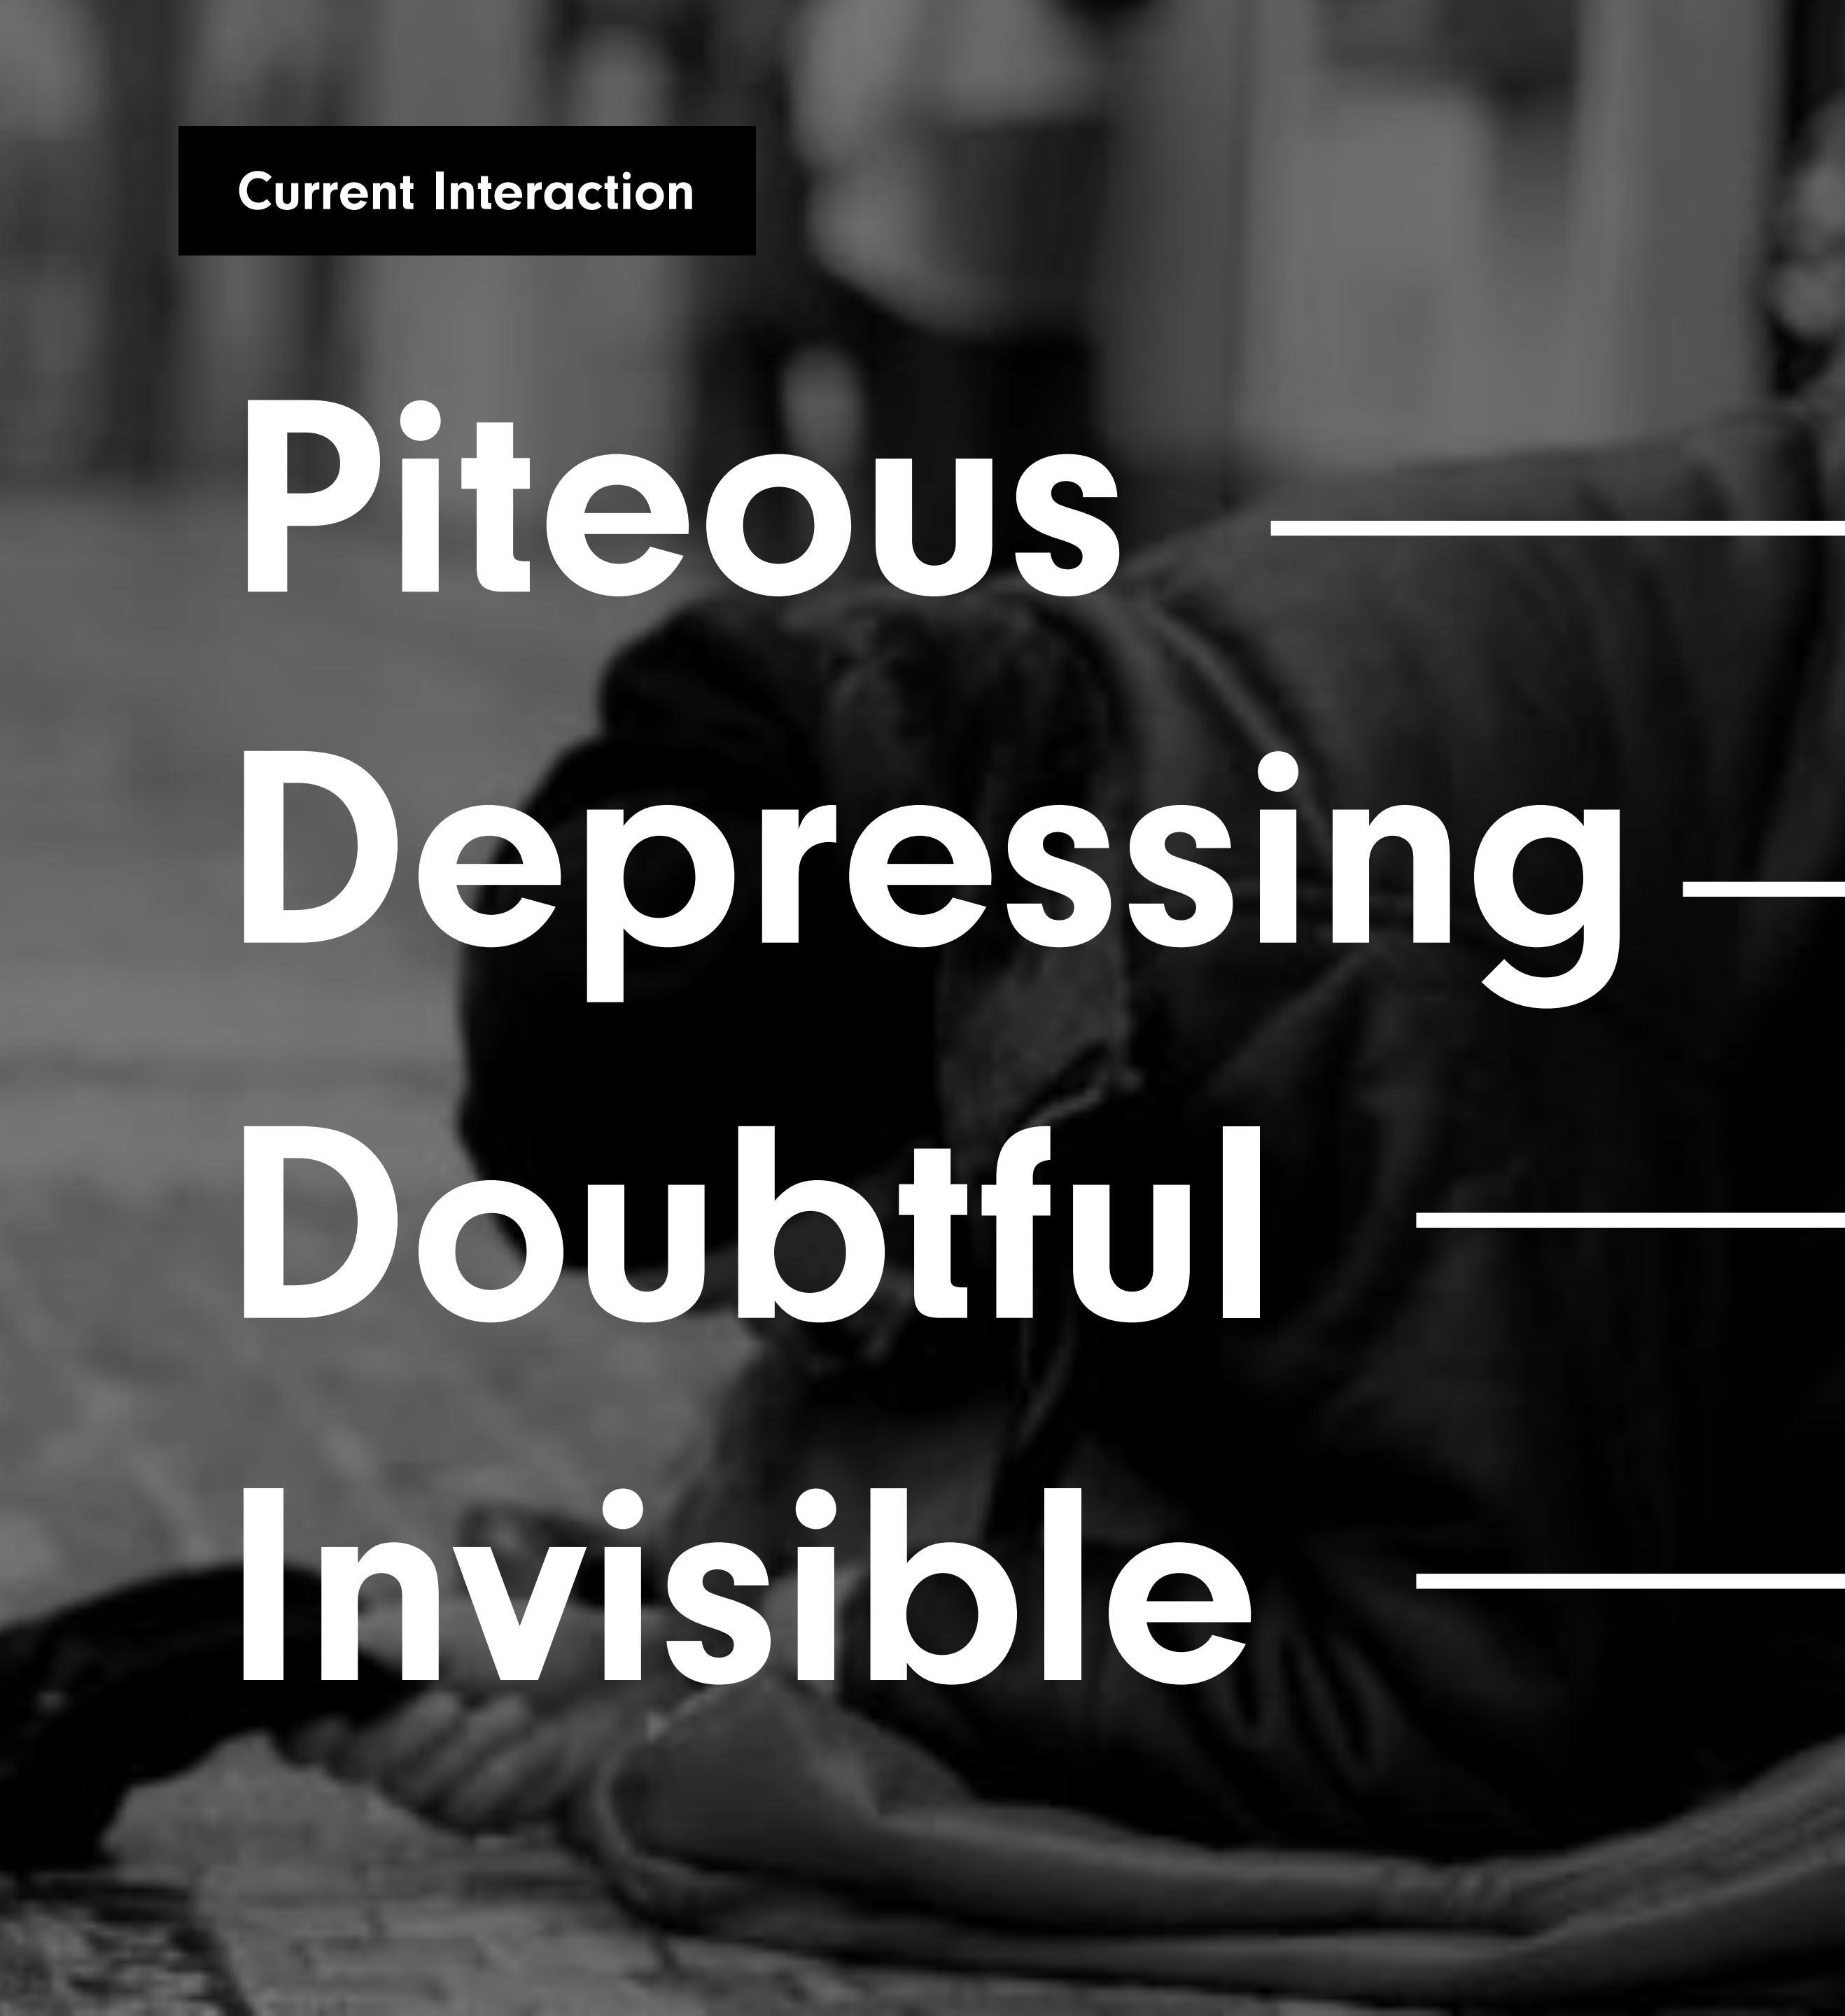 Current Interaction
Piteous
Depressing
Doubtful
Invisible